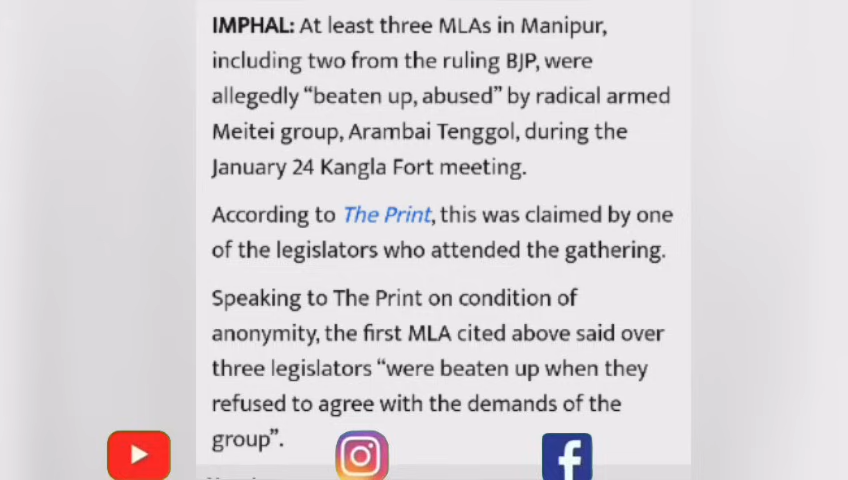 IMPHAL: At least three MLAs in Manipur,
including two from the ruling BJP, were
allegedly “beaten up, abused” by radical armed
Meitei group, Arambai Tenggol, during the
January 24 Kangla Fort meeting.
According to The Print, this was claimed by one
of the legislators who attended the gathering.
Speaking to The Print on condition of
anonymity, the first MLA cited above said over
three legislators “were beaten up when they
refused to agree with the demands of the
group”.